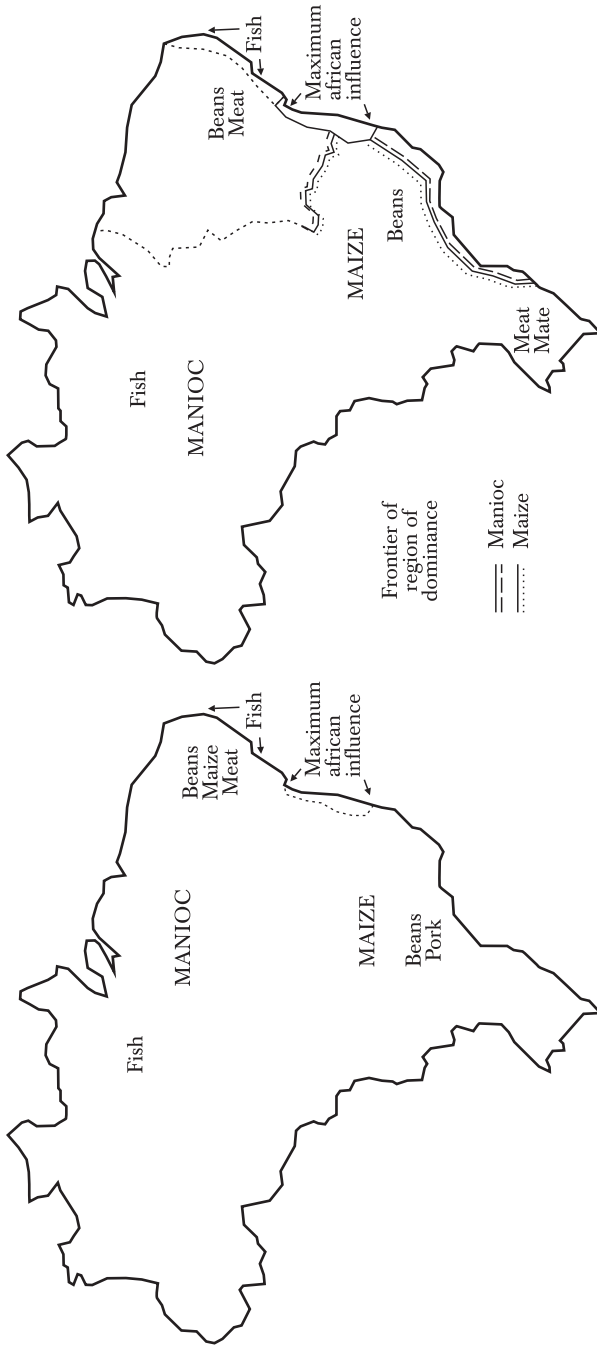 Fish
MANIOC
Beans
Maize
Meat
Fish
Maximum
african
influence
MAIZE
Beans
Pork
Fish
MANIOC
Beans
Meat
Fish
Maximum
african
influence
MAIZE
Beans
Meat
Mate
Frontier of
region of
dominance
Manioc
Maize